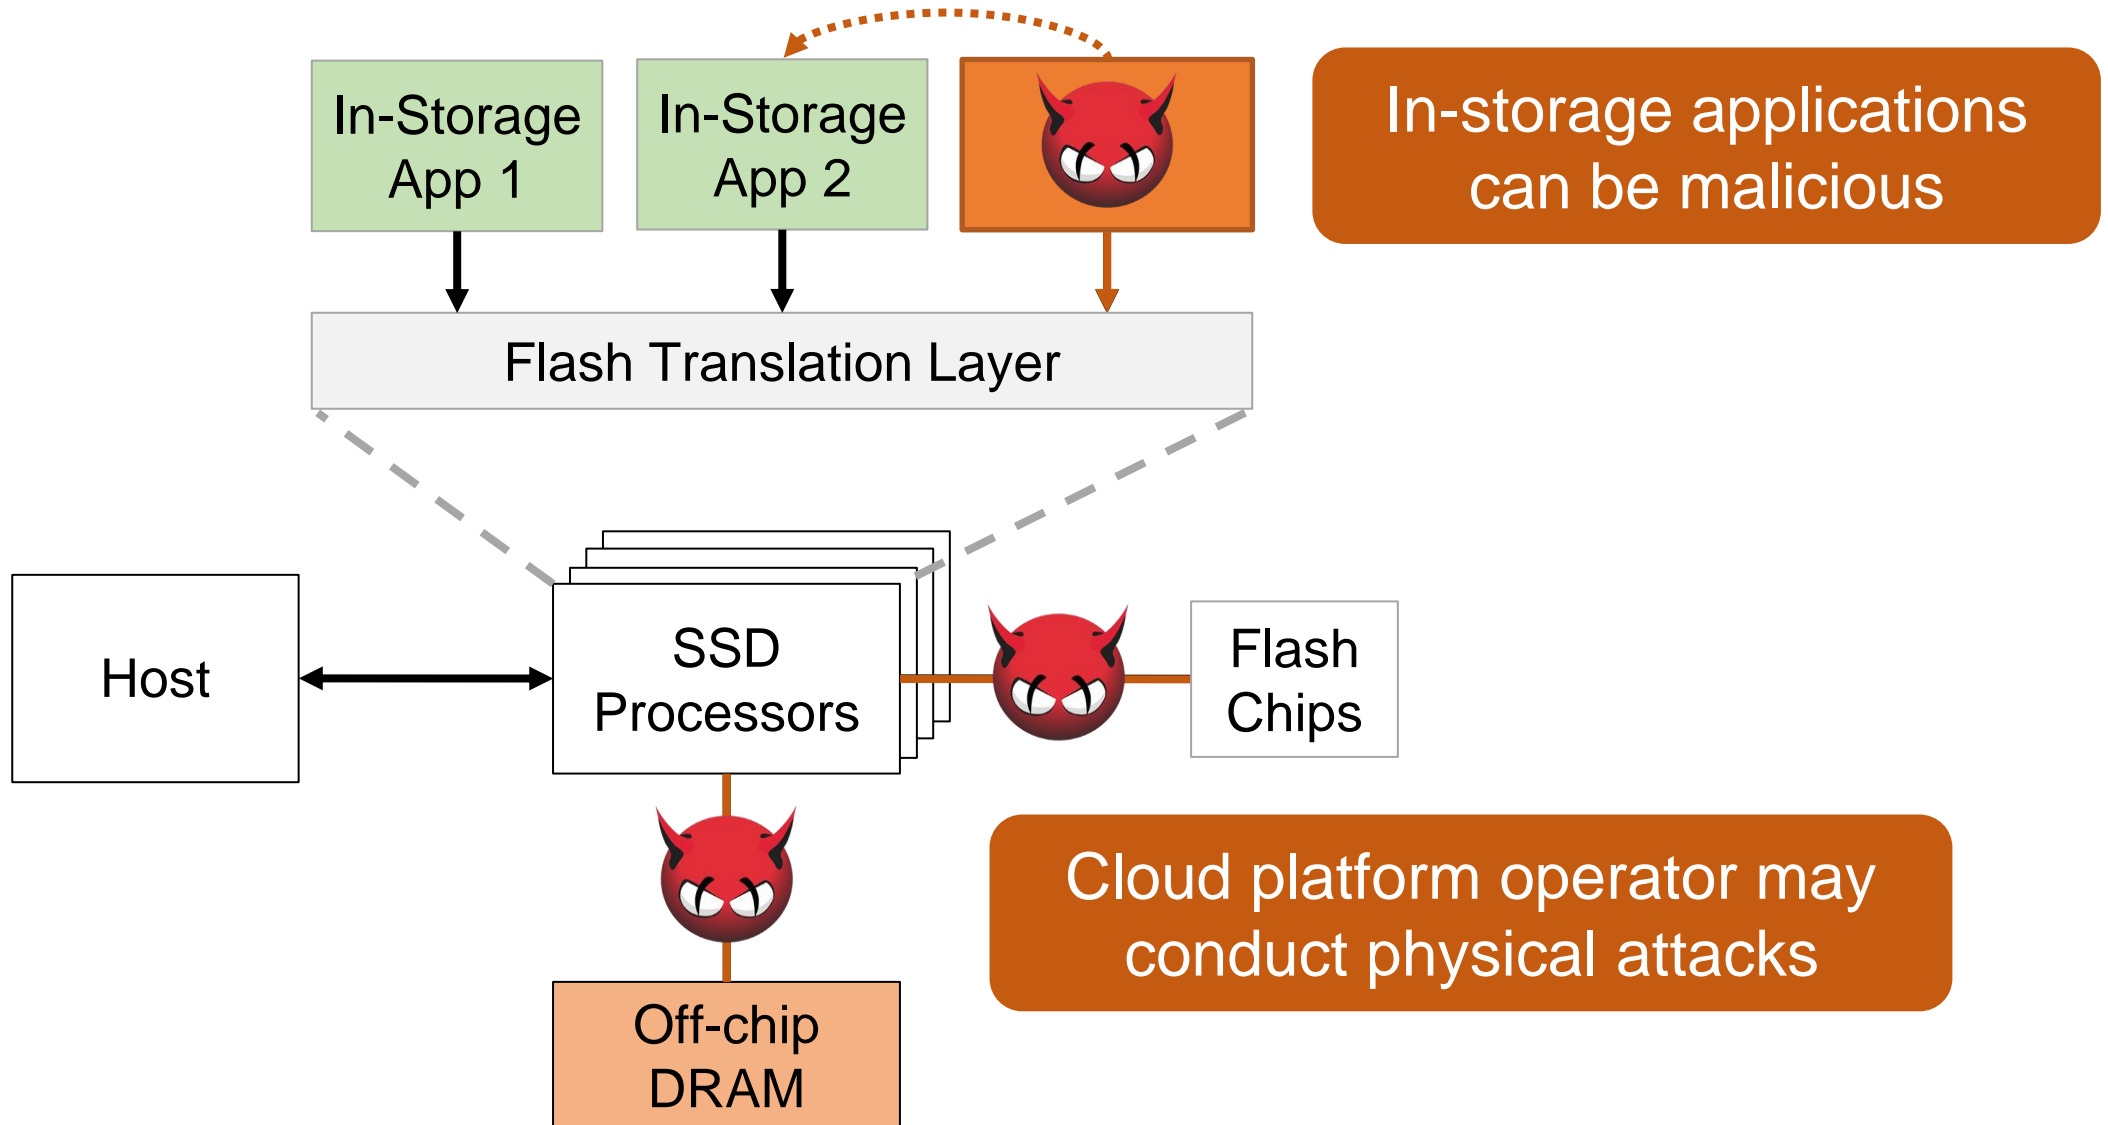 In-Storage
App 1
In-Storage
App 2
In-storage applications
can be malicious
Flash Translation Layer
Host
SSD
Processors
Flash
Chips
Cloud platform operator may
conduct physical attacks
Off-chip
DRAM